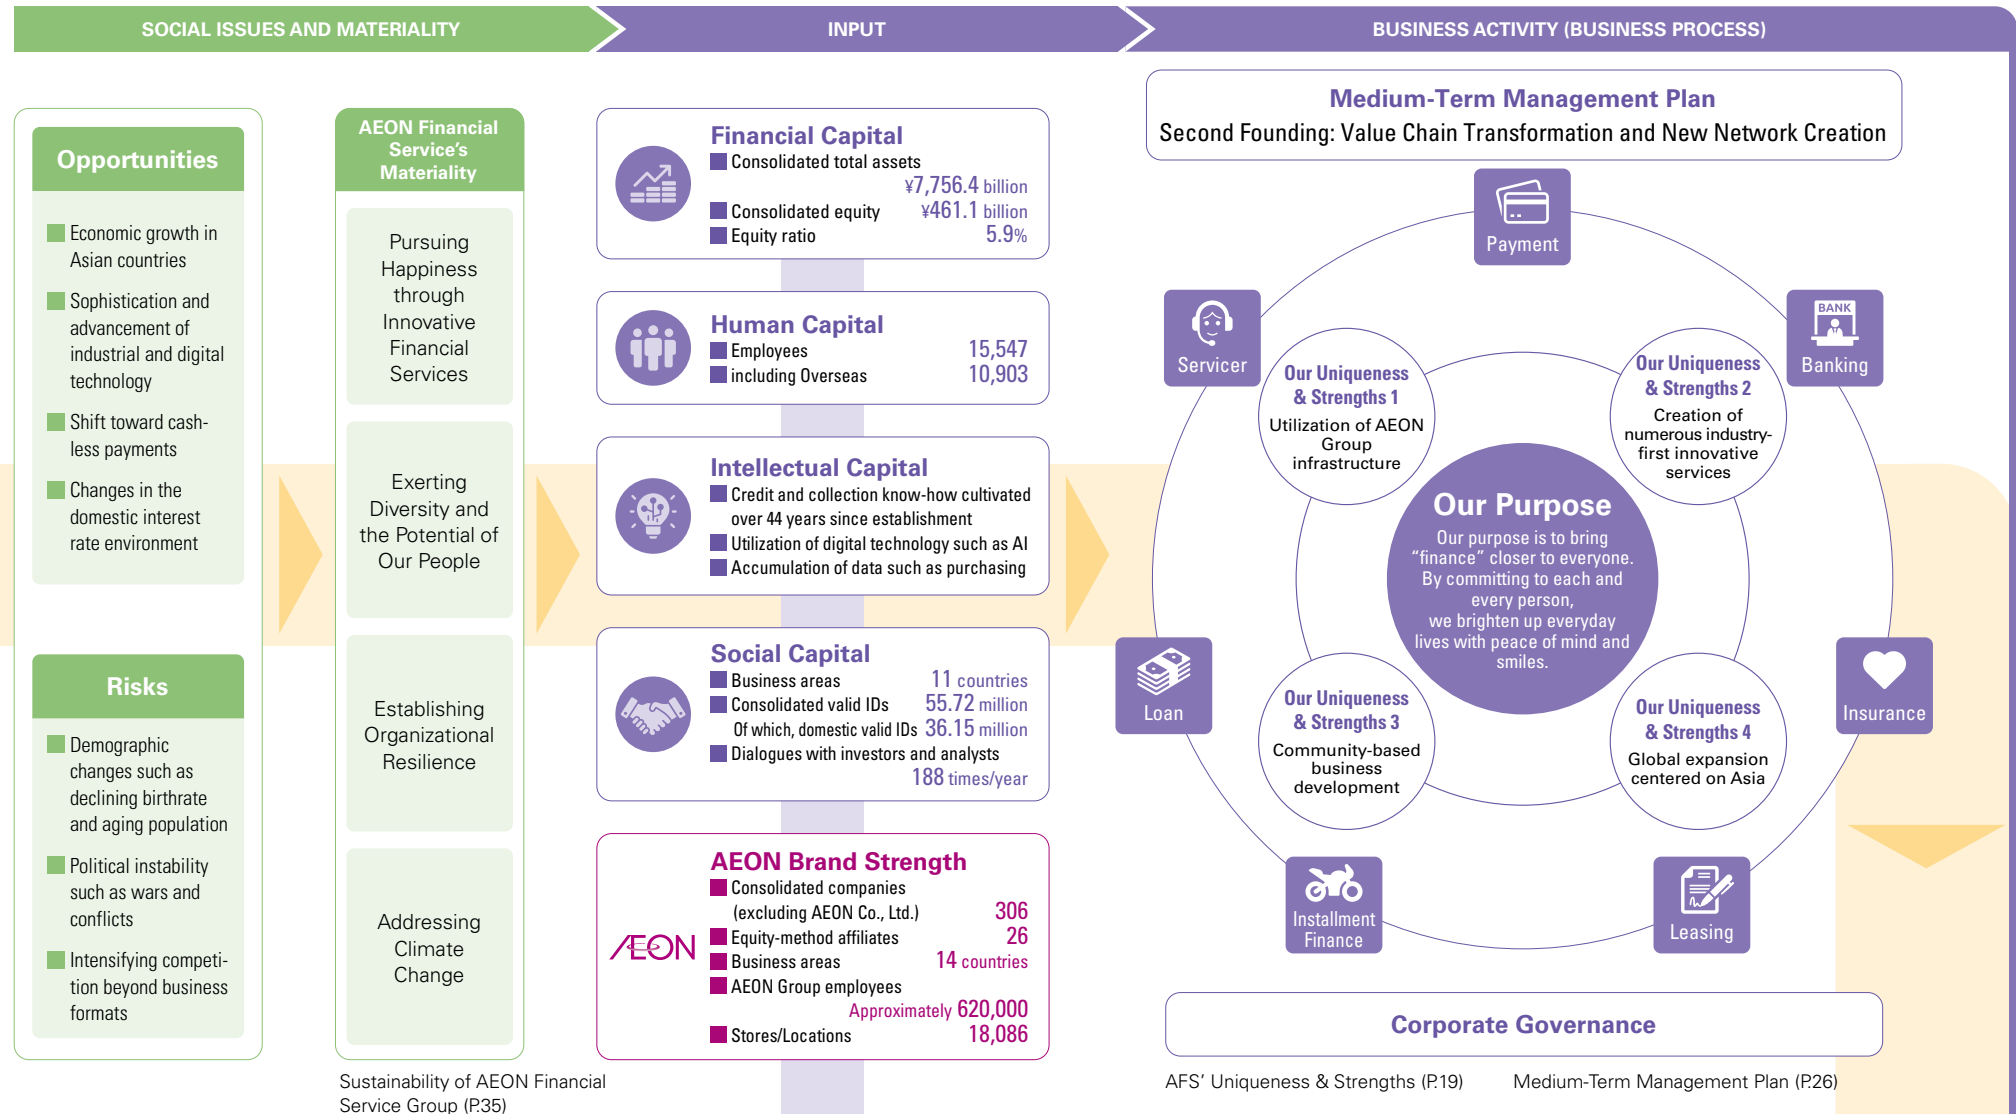 SOCIAL ISSUES AND MATERIALITY
INPUT
BUSINESS ACTIVITY (BUSINESS PROCESS)
Opportunities
Economic growth in
Asian countries
Sophistication and
advancement of
industrial and digital
technology
Shift toward cash-
less payments
Changes in the
domestic interest
rate environment
Risks
Demographic
changes such as
declining birthrate
and aging population
Political instability
such as wars and
conflicts
Intensifying competi-
tion beyond business
formats
AEON Financial
Service's
Materiality
Pursuing
Happiness
through
Innovative
Financial
Services
Exerting
Diversity and
the Potential of
Our People
Establishing
Organizational
Resilience
Addressing
Climate
Change
Sustainability of AEON Financial
Service Group (P.35)
Financial Capital
Consolidated total assets
¥7,756.4 billion
Consolidated equity ¥461.1 billion
Equity ratio 5.9%
Human Capital
Employees 15,547
including Overseas 10,903
Intellectual Capital
Credit and collection know-how cultivated
over 44 years since establishment
Utilization of digital technology such as AI
Accumulation of data such as purchasing
Social Capital
Business areas 11 countries
Consolidated valid IDs 55.72 million
Of which, domestic valid IDs 36.15 million
Dialogues with investors and analysts
188 times/year
ÆON
AEON Brand Strength
Consolidated companies
(excluding AEON Co., Ltd.) 306
Equity-method affiliates 26
Business areas 14 countries
AEON Group employees
Approximately 620,000
Stores/Locations 18,086
Medium-Term Management Plan
Second Founding: Value Chain Transformation and New Network Creation
Payment
Servicer
BANK
Banking
Our Uniqueness
& Strengths 1
Utilization of AEON
Group
infrastructure
Our Uniqueness
& Strengths 2
Creation of
numerous industry-
first innovative
services
Our Purpose
Our purpose is to bring
“finance” closer to everyone.
By committing to each and
every person,
we brighten up everyday
lives with peace of mind and
smiles.
Loan
Insurance
Our Uniqueness
& Strengths 3
Community-based
business
development
Our Uniqueness
& Strengths 4
Global expansion
centered on Asia
Installment
Finance
Leasing
Corporate Governance
AFS' Uniqueness & Strengths (P.19)
Medium-Term Management Plan (P.26)